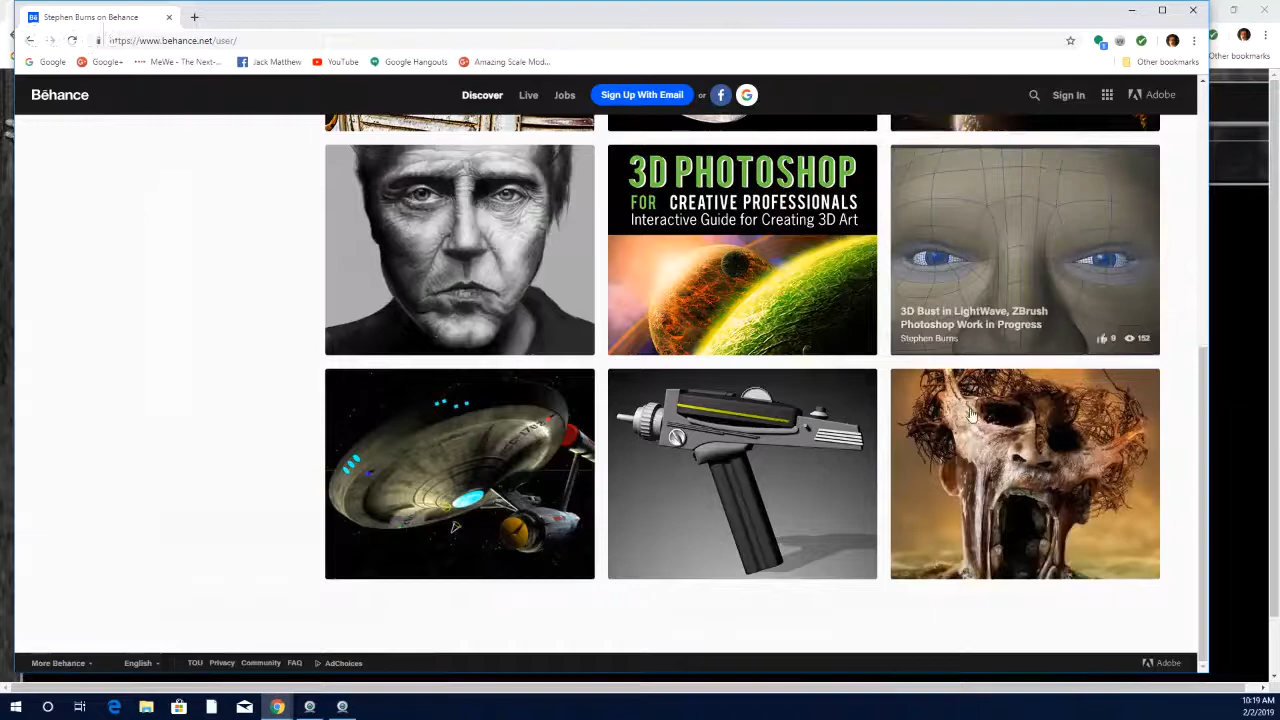 Stephen Burns on Behance
https://www.behance.net/user/
Google
Google+
MeWe - The Next-...
Jack Matthew
YouTube
Google Hangouts
Amazing Scale Mod...
Other bookmarks
Other bookmarks
Bēhance
Discover
Live
Jobs
Sign Up With Email
or
Sign In
Adobe
3D PHOTOSHOP
FOR CREATIVE PROFESSIONALS
Interactive Guide for Creating 3D Art
3D Bust in LightWave, ZBrush
Photoshop Work in Progress
Stephen Burns
9
152
More Behance
English
TOU
Privacy
Community
FAQ
AdChoices
Adobe
10:19 AM
2/2/2019